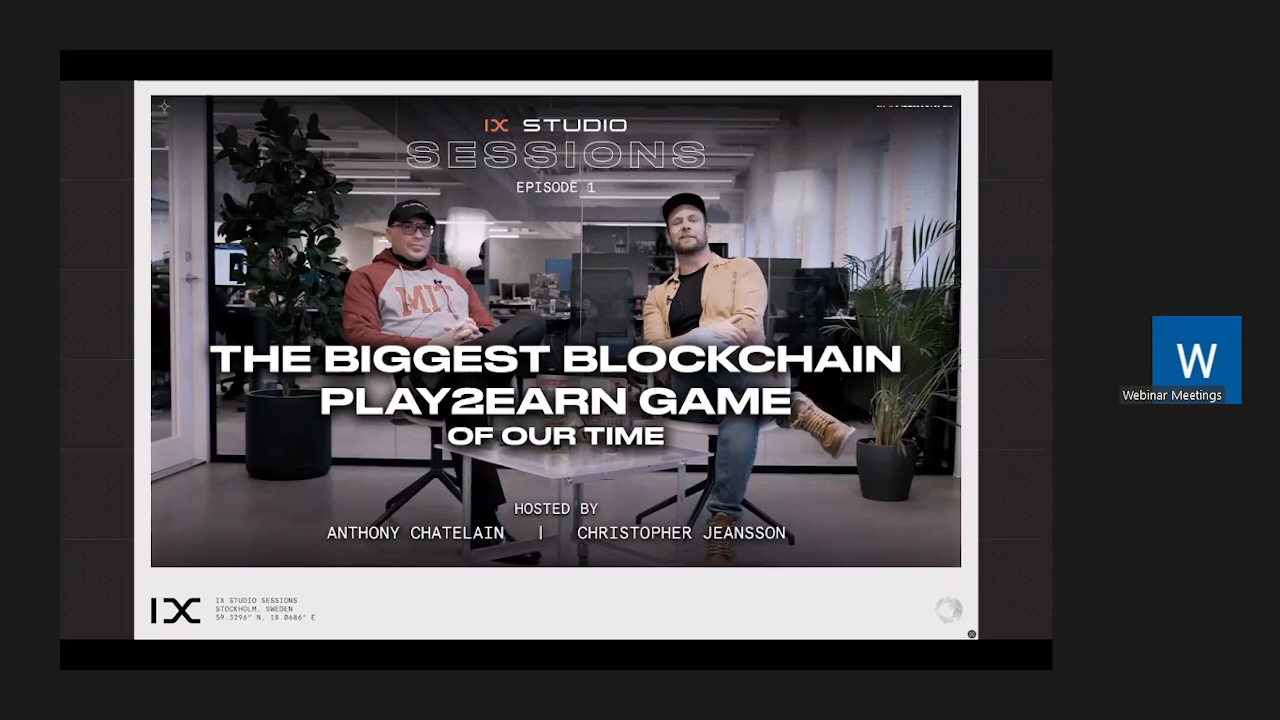 IX STUDIO
SESSIONS
EPISODE 1
MIT
THE BIGGEST BLOCKCHAIN
PLAY2EARN GAME
OF OUR TIME
HOSTED BY
ANTHONY CHATELAIN | CHRISTOPHER JEANSSON
IX
IX STUDIO SESSIONS
STOCKHOLM, SWEDEN
59.3296° N, 18.0686° E
W
Webinar Meetings